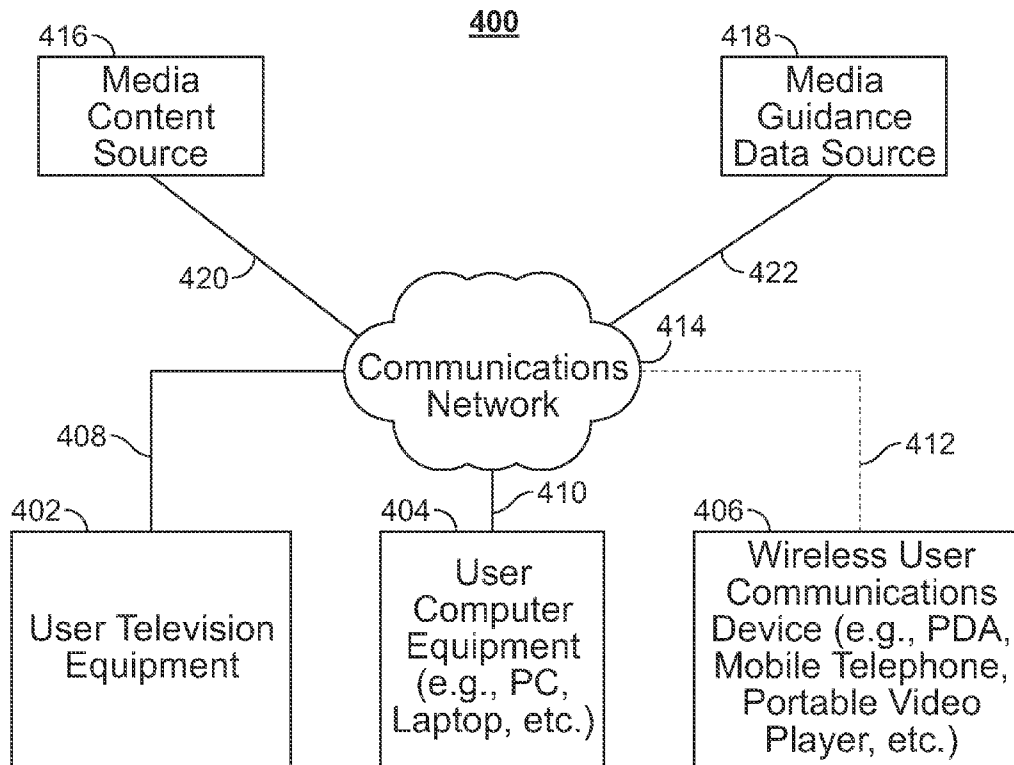 400
416
Media
Content
Source
418
Media
Guidance
Data Source
420
422
414
Communications
Network
408
412
410
402
User Television
Equipment
404
User
Computer
Equipment
(e.g., PC,
Laptop, etc.)
406
Wireless User
Communications
Device (e.g., PDA,
Mobile Telephone,
Portable Video
Player, etc.)